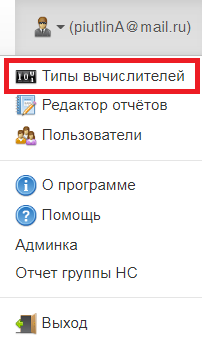 (piutlinA@mail.ru)
Типы вычислителей
Редактор отчётов
Пользователи
О программе
Помощь
Админка
Отчет группы НС
Выход